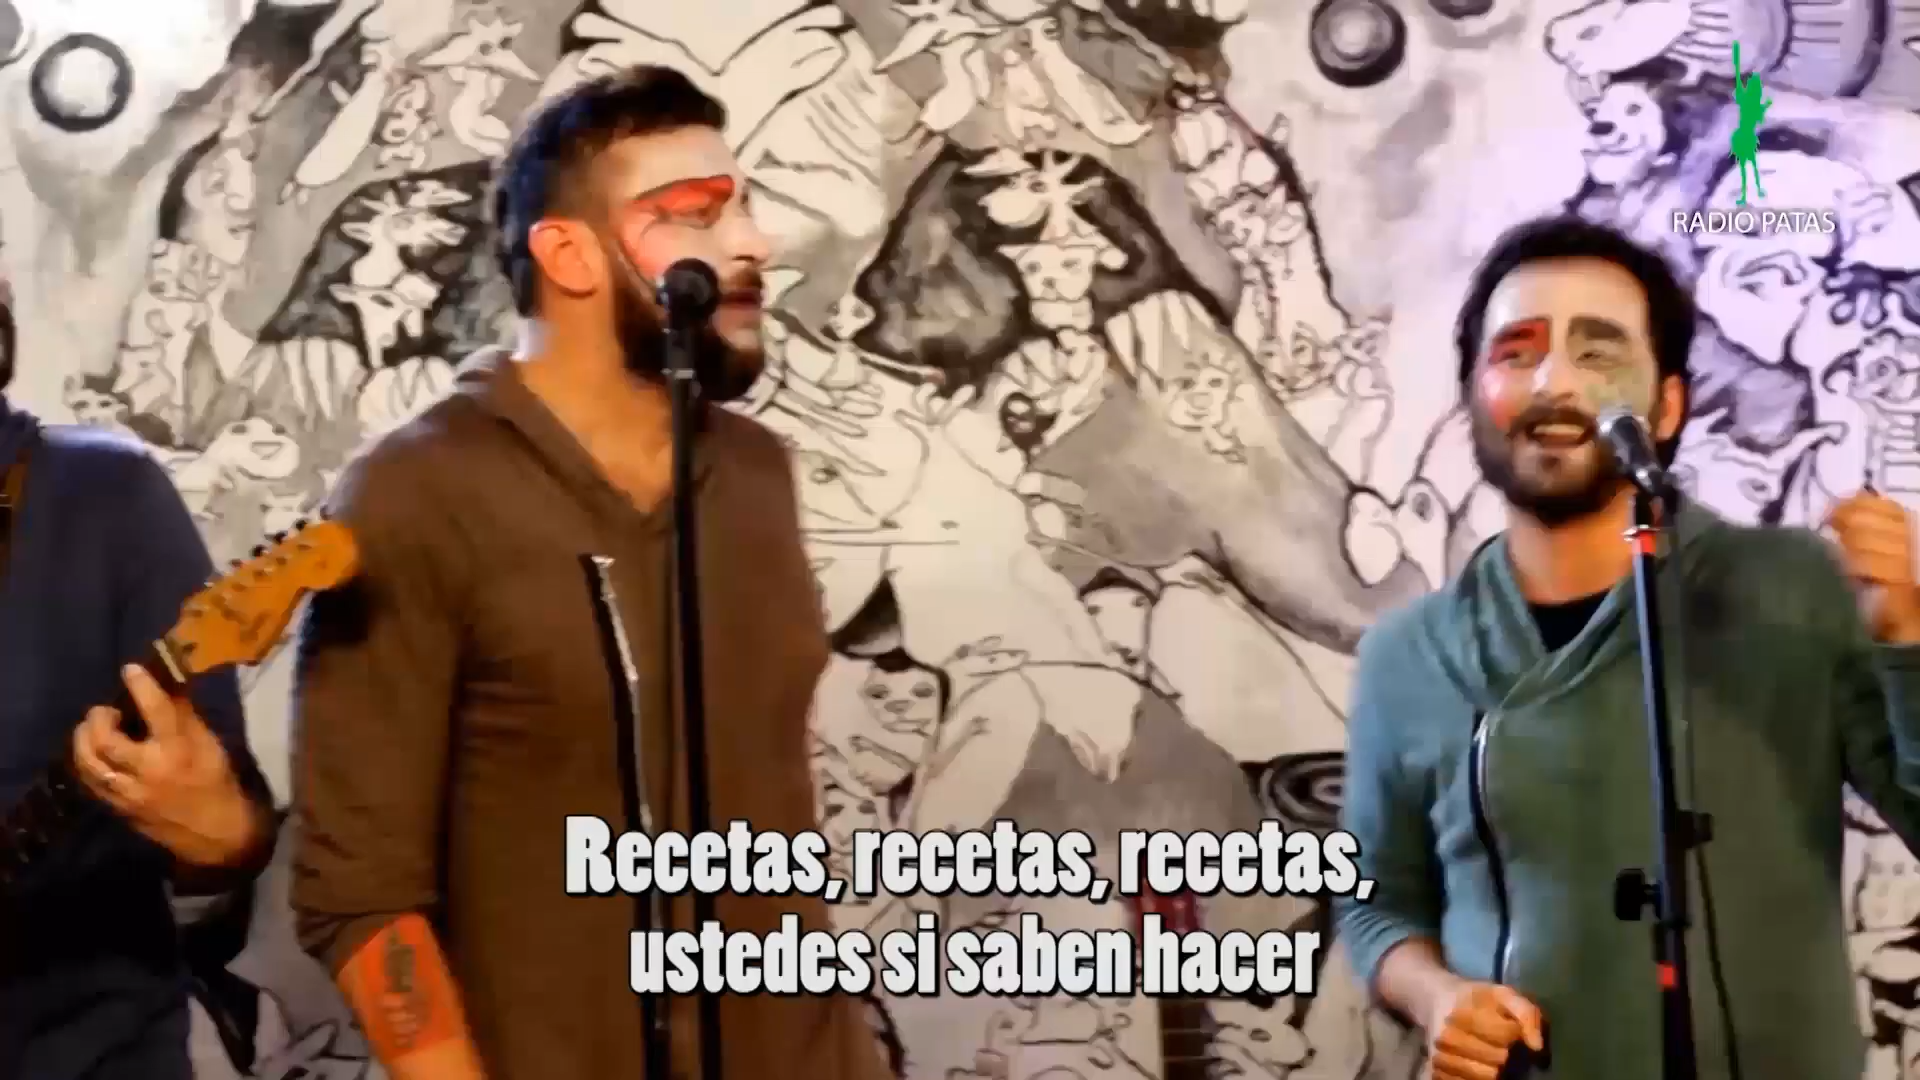 RADIO PATAS
Recetas, recetas, recetas,
ustedes si saben hacer